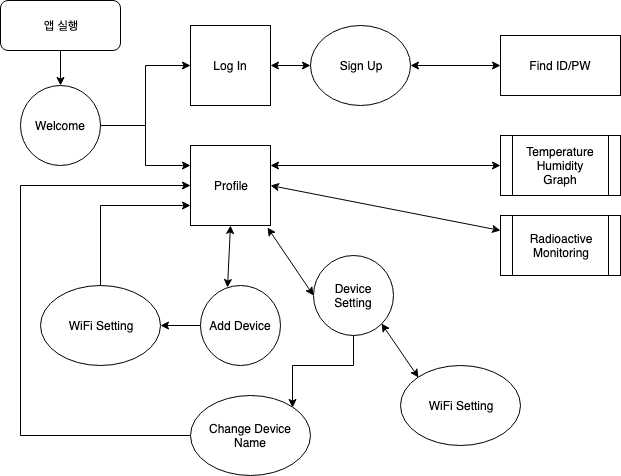 앱 실행
Welcome
Log In
Sign Up
Find ID/PW
Profile
Temperature
Humidity
Graph
Radioactive
Monitoring
Device
Setting
WiFi Setting
Add Device
WiFi Setting
Change Device
Name